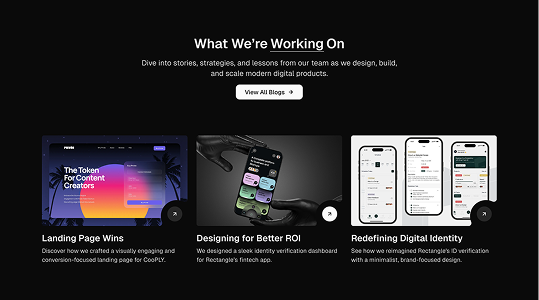 What We're Working On
Dive into stories, strategies, and lessons from our team as we design, build,
and scale modern digital products.
View All Blogs
The Token
For Content
Creators
Landing Page Wins
Designing for Better ROI
Redefining Digital Identity
Discover how we crafted a visually engaging and
conversion-focused landing page for CooPLY.
We designed a sleek identity verification dashboard
for Rectangle's fintech app.
See how we reimagined Rectangle's ID verification
with a minimalist, brand-focused design.